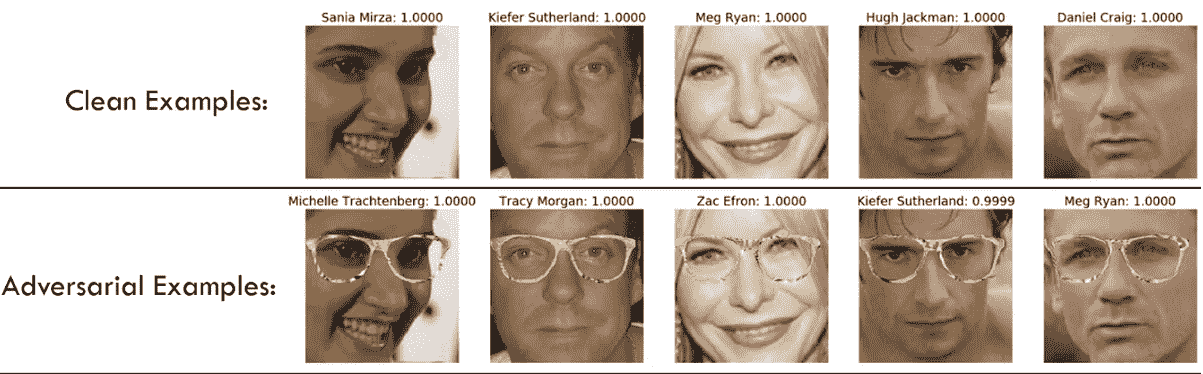 Sania Mirza: 1.0000
Kiefer Sutherland: 1.0000
Meg Ryan: 1.0000
Hugh Jackman: 1.0000
Daniel Craig: 1.0000
Clean Examples:
Michelle Trachtenberg: 1.0000
Tracy Morgan: 1.0000
Zac Efron: 1.0000
Kiefer Sutherland: 0.9999
Meg Ryan: 1.0000
Adversarial Examples: